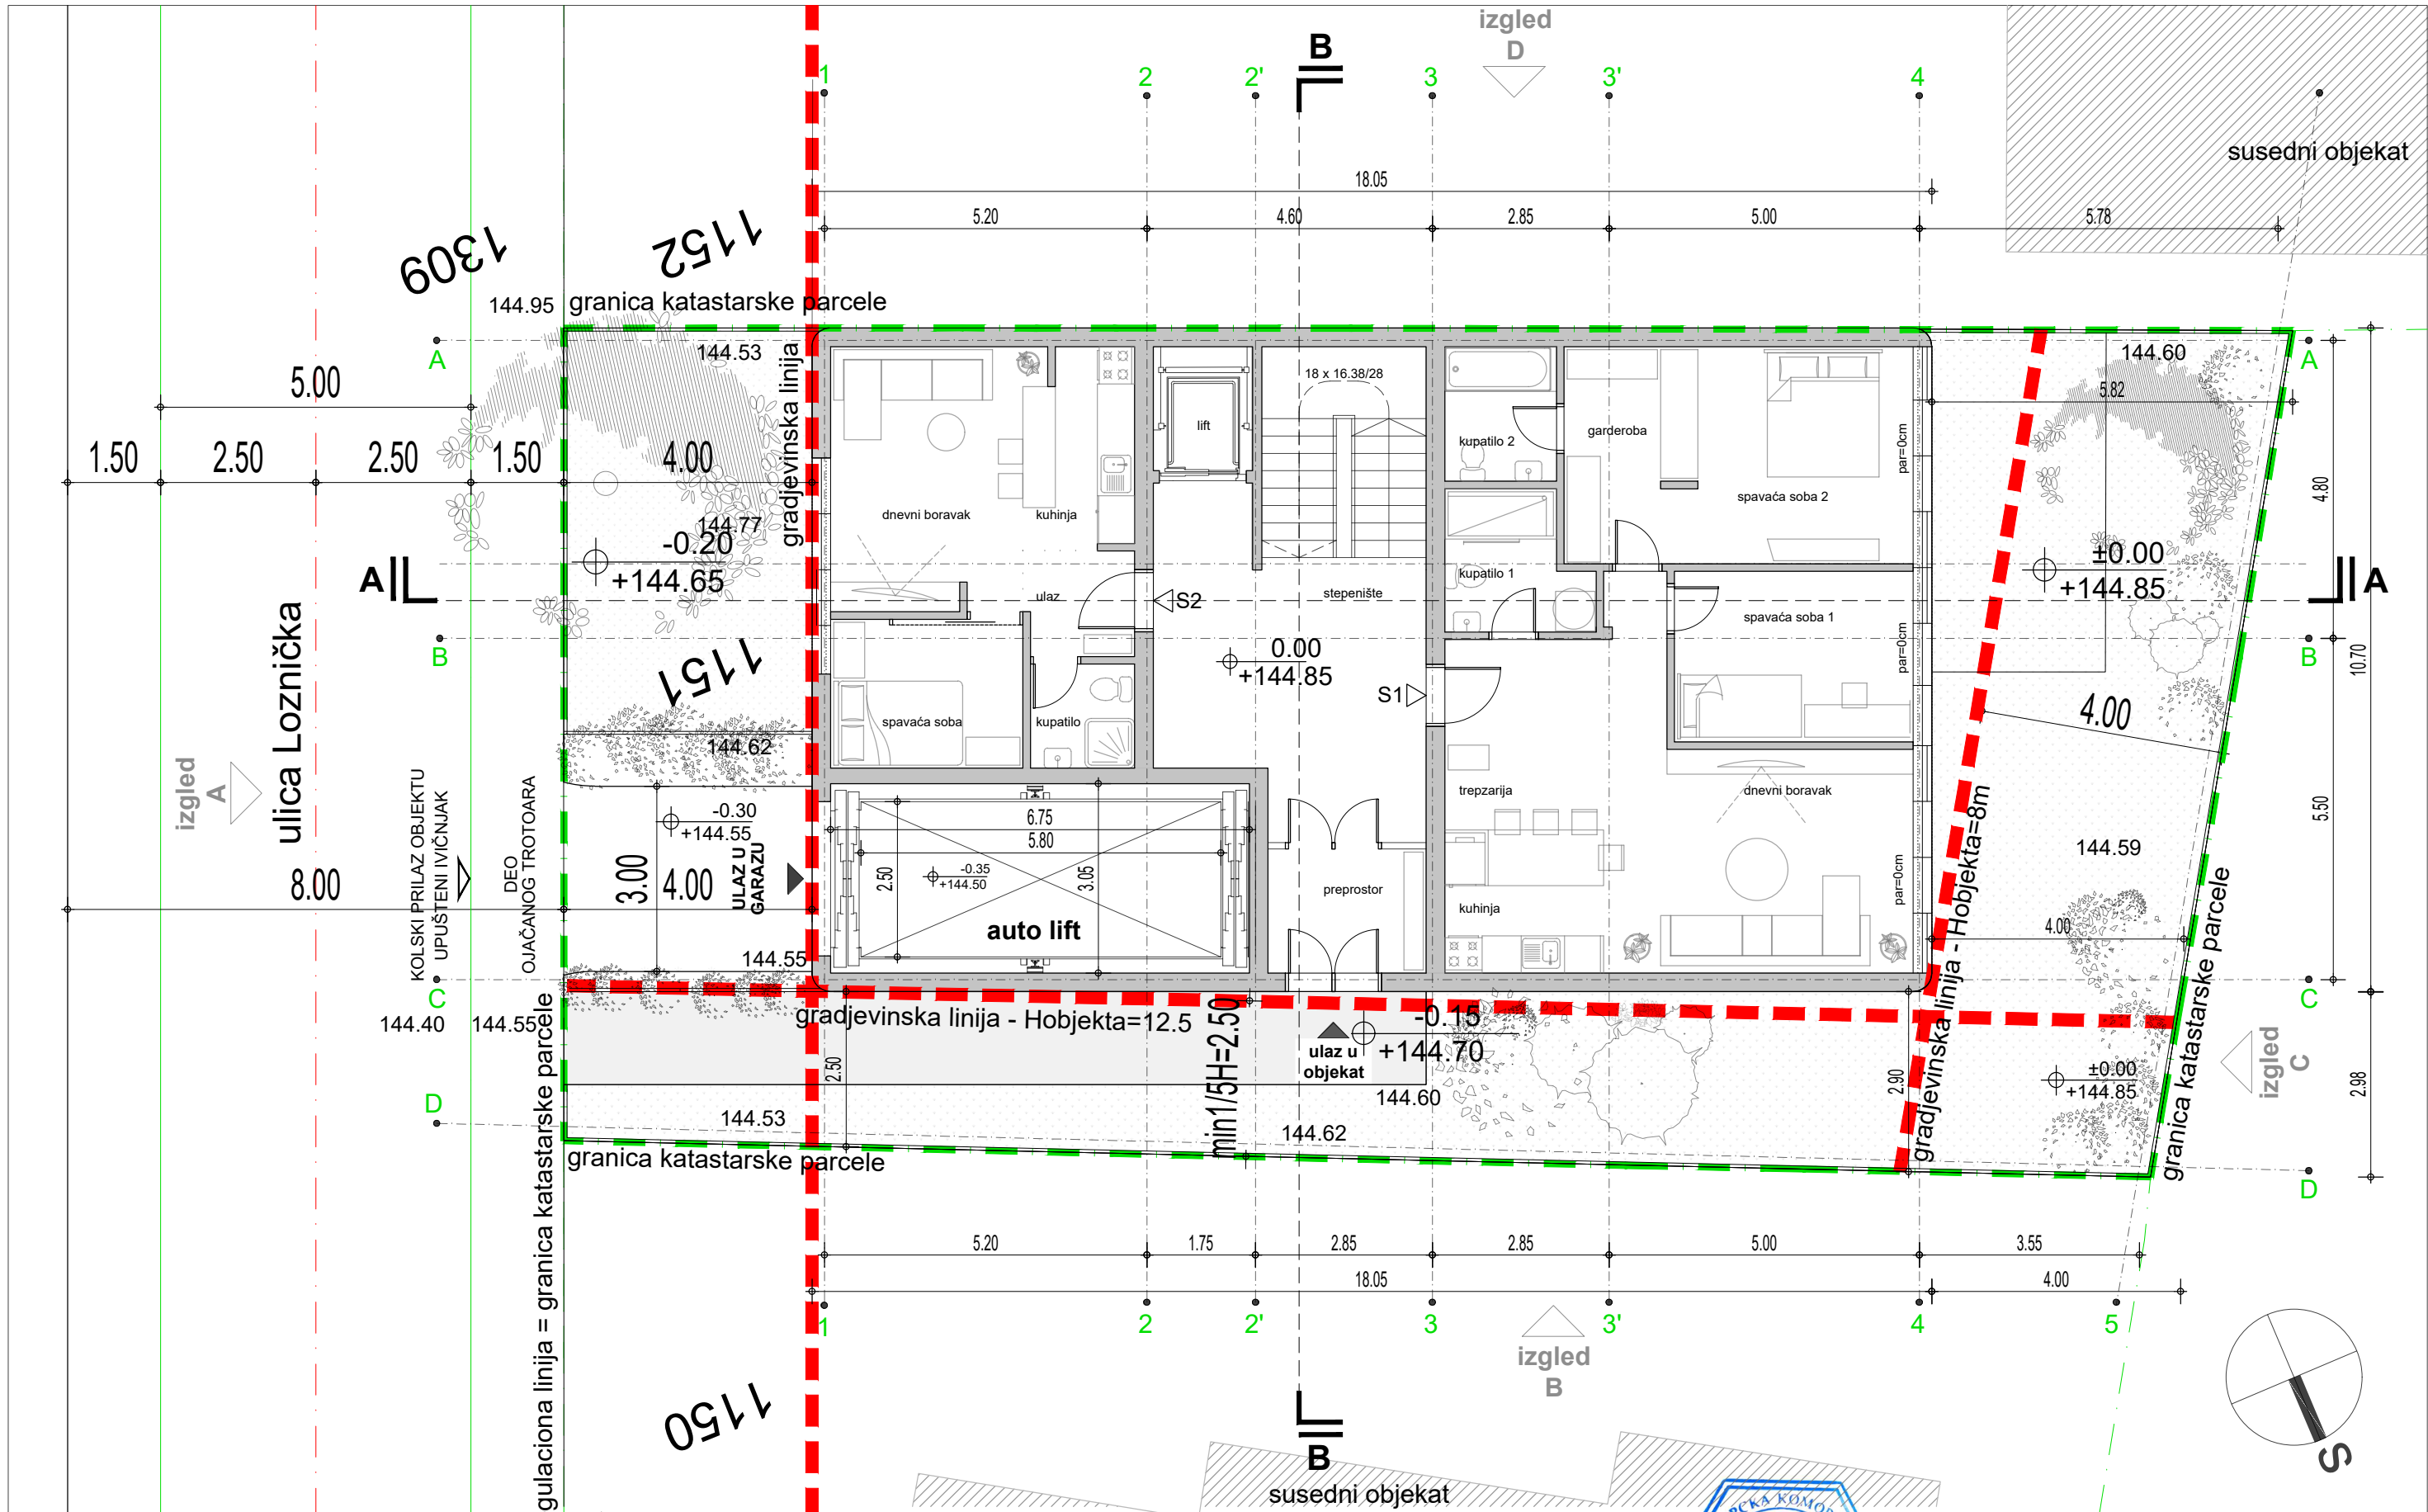 izgled
D
B
1
2
2'
3
3'
4
susedni objekat
18.05
5.20
4.60
2.85
5.00
5.78
1309
1152
144.95
granica katastarske parcele
A
144.53
gradjevinska linija
18 x 16.38/28
144.60
A
5.82
5.00
lift
kupatilo 2
garderoba
par=0cm
1.50
2.50
2.50
1.50
4.00
4.80
spavaća soba 2
dnevni boravak
kuhinja
144.77
-0.20
+144.65
±0.00
+144.85
A
kupatilo 1
A
ulaz
S2
stepenište
spavaća soba 1
ulica Loznička
B
0.00
+144.85
par=0cm
B
10.70
1151
S1
spavaća soba
kupatilo
4.00
144.62
izgled
A
KOLSKI PRILAZ OBJEKTU
UPUŠTENI IVIČNJAK
DEO
OJAČANOG TROTOARA
-0.30
+144.55
6.75
5.80
trepzarija
dnevni boravak
5.50
gradjevinska linija - Hobjekta=8m
144.59
8.00
3.00
4.00
ULAZ U
GARAZU
2.50
-0.35
+144.50
3.05
preprostor
par=0cm
kuhinja
auto lift
4.00
granica katastarske parcele
144.55
C
C
144.40
144.55
gradjevinska linija - Hobjekta=12.5
min1/5H=2.50
-0.15
+144.70
ulaz u
objekat
izgled
C
2.50
2.90
±0.00
+144.85
2.98
144.60
D
144.53
144.62
granica katastarske parcele
D
gulaciona linija = granica katastarske parcele
5.20
1.75
2.85
2.85
5.00
3.55
18.05
4.00
1
2
2'
3
3'
4
5
izgled
B
1150
B
susedni objekat
S